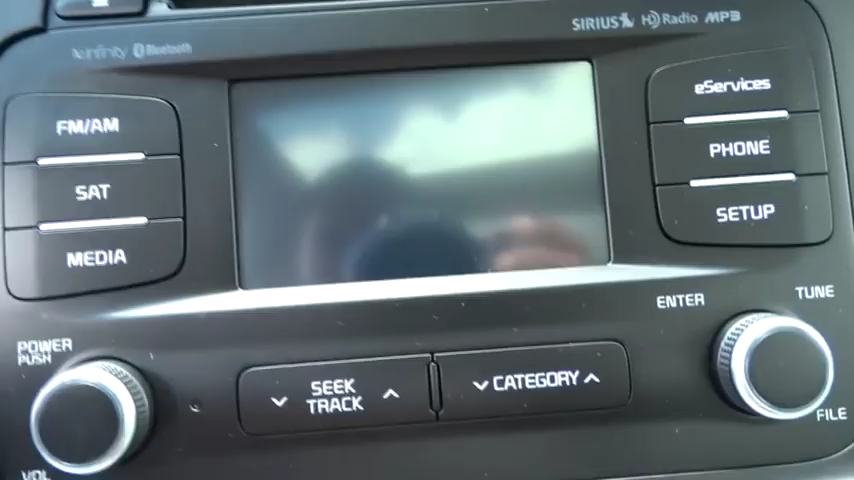 infinity Bluetooth
SIRIUS HD Radio MP3
FM/AM
SAT
MEDIA
eServices
PHONE
SETUP
POWER
PUSH
VOL
SEEK
TRACK
CATEGORY
ENTER
TUNE
FILE